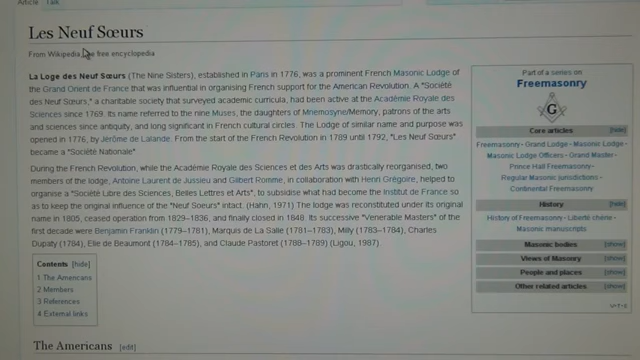 Article Talk
Les Neuf Sœurs
From Wikipedia, the free encyclopedia
La Loge des Neuf Sœurs (The Nine Sisters), established in Paris in 1776, was a prominent French Masonic Lodge of
the Grand Orient de France that was influential in organising French support for the American Revolution. A "Société
des Neuf Sœurs," a charitable society that surveyed academic curricula, had been active at the Académie Royale des
Sciences since 1769. Its name referred to the nine Muses, the daughters of Mnemosyne/Memory, patrons of the arts
and sciences since antiquity, and long significant in French cultural circles. The Lodge of similar name and purpose was
opened in 1776, by Jérôme de Lalande. From the start of the French Revolution in 1789 until 1792, "Les Neuf Sœurs"
became a "Société Nationale".
During the French Revolution, while the Académie Royale des Sciences et des Arts was drastically reorganised, two
members of the lodge, Antoine Laurent de Jussieu and Gilbert Romme, in collaboration with Henri Grégoire, helped to
organise a "Société Libre des Sciences, Belles Lettres et Arts", to subsidise what had become the Institut de France so
as to keep the original influence of the "Neuf Soeurs" intact. (Hahn, 1971) The lodge was reconstituted under its original
name in 1805, ceased operation from 1829-1836, and finally closed in 1848. Its successive "Venerable Masters" of the
first decade were Benjamin Franklin (1779–1781), Marquis de La Salle (1781–1783), Milly (1783–1784), Charles
Dupaty (1784), Elie de Beaumont (1784–1785), and Claude Pastoret (1788–1789) (Ligou, 1987).
Contents [hide]
1 The Americans
2 Members
3 References
4 External links
The Americans [edit]
Part of a series on
Freemasonry
G
Core articles [hide]
Freemasonry · Grand Lodge · Masonic Lodge ·
Masonic Lodge Officers · Grand Master ·
Prince Hall Freemasonry ·
Regular Masonic jurisdictions ·
Continental Freemasonry
History [hide]
History of Freemasonry · Liberté chérie ·
Masonic manuscripts
Masonic bodies [show]
Views of Masonry [show]
People and places [show]
Other related articles [show]
V·T·E